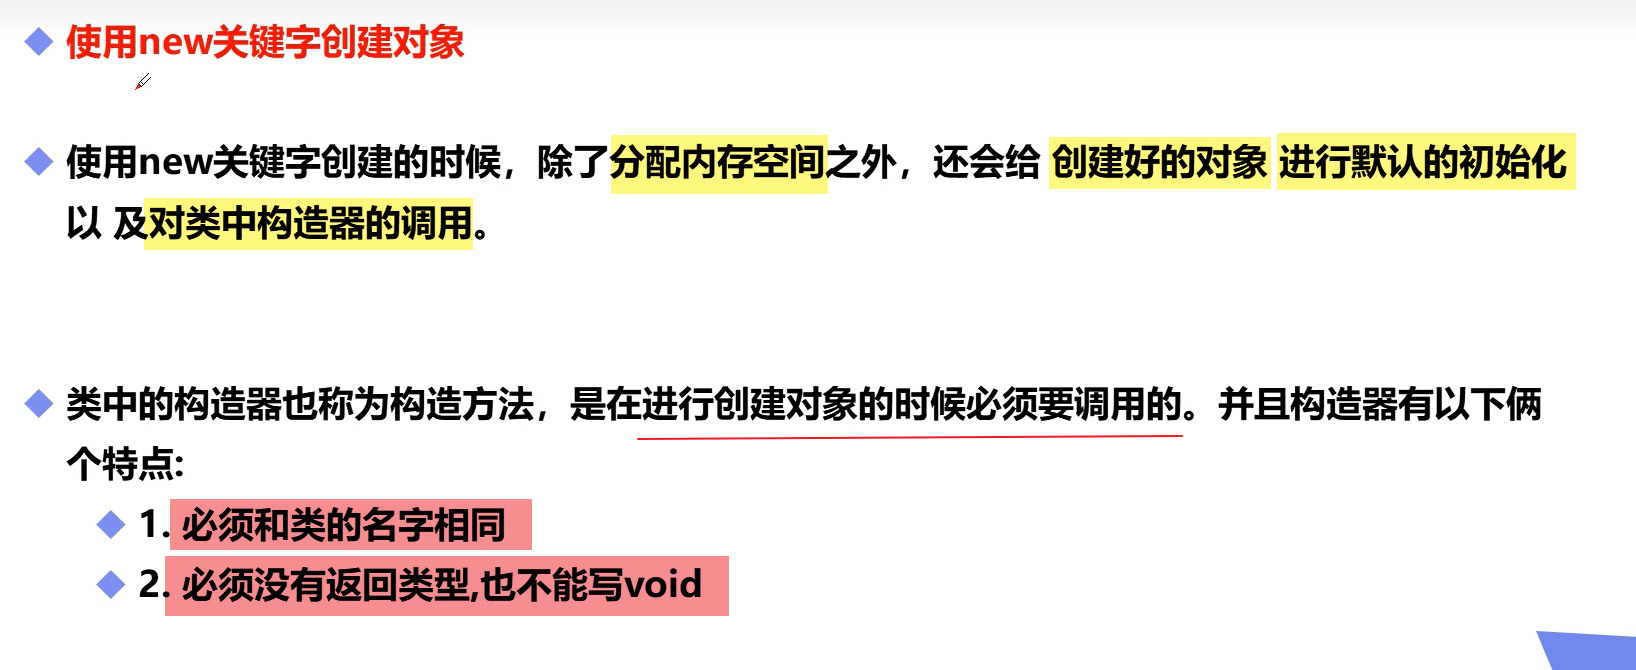 使用new关键字创建对象
使用new关键字创建的时候，除了分配内存空间之外，还会给 创建好的对象 进行默认的初始化
以 及对类中构造器的调用。
类中的构造器也称为构造方法，是在进行创建对象的时候必须要调用的。并且构造器有以下俩
个特点:
1. 必须和类的名字相同
2. 必须没有返回类型,也不能写void